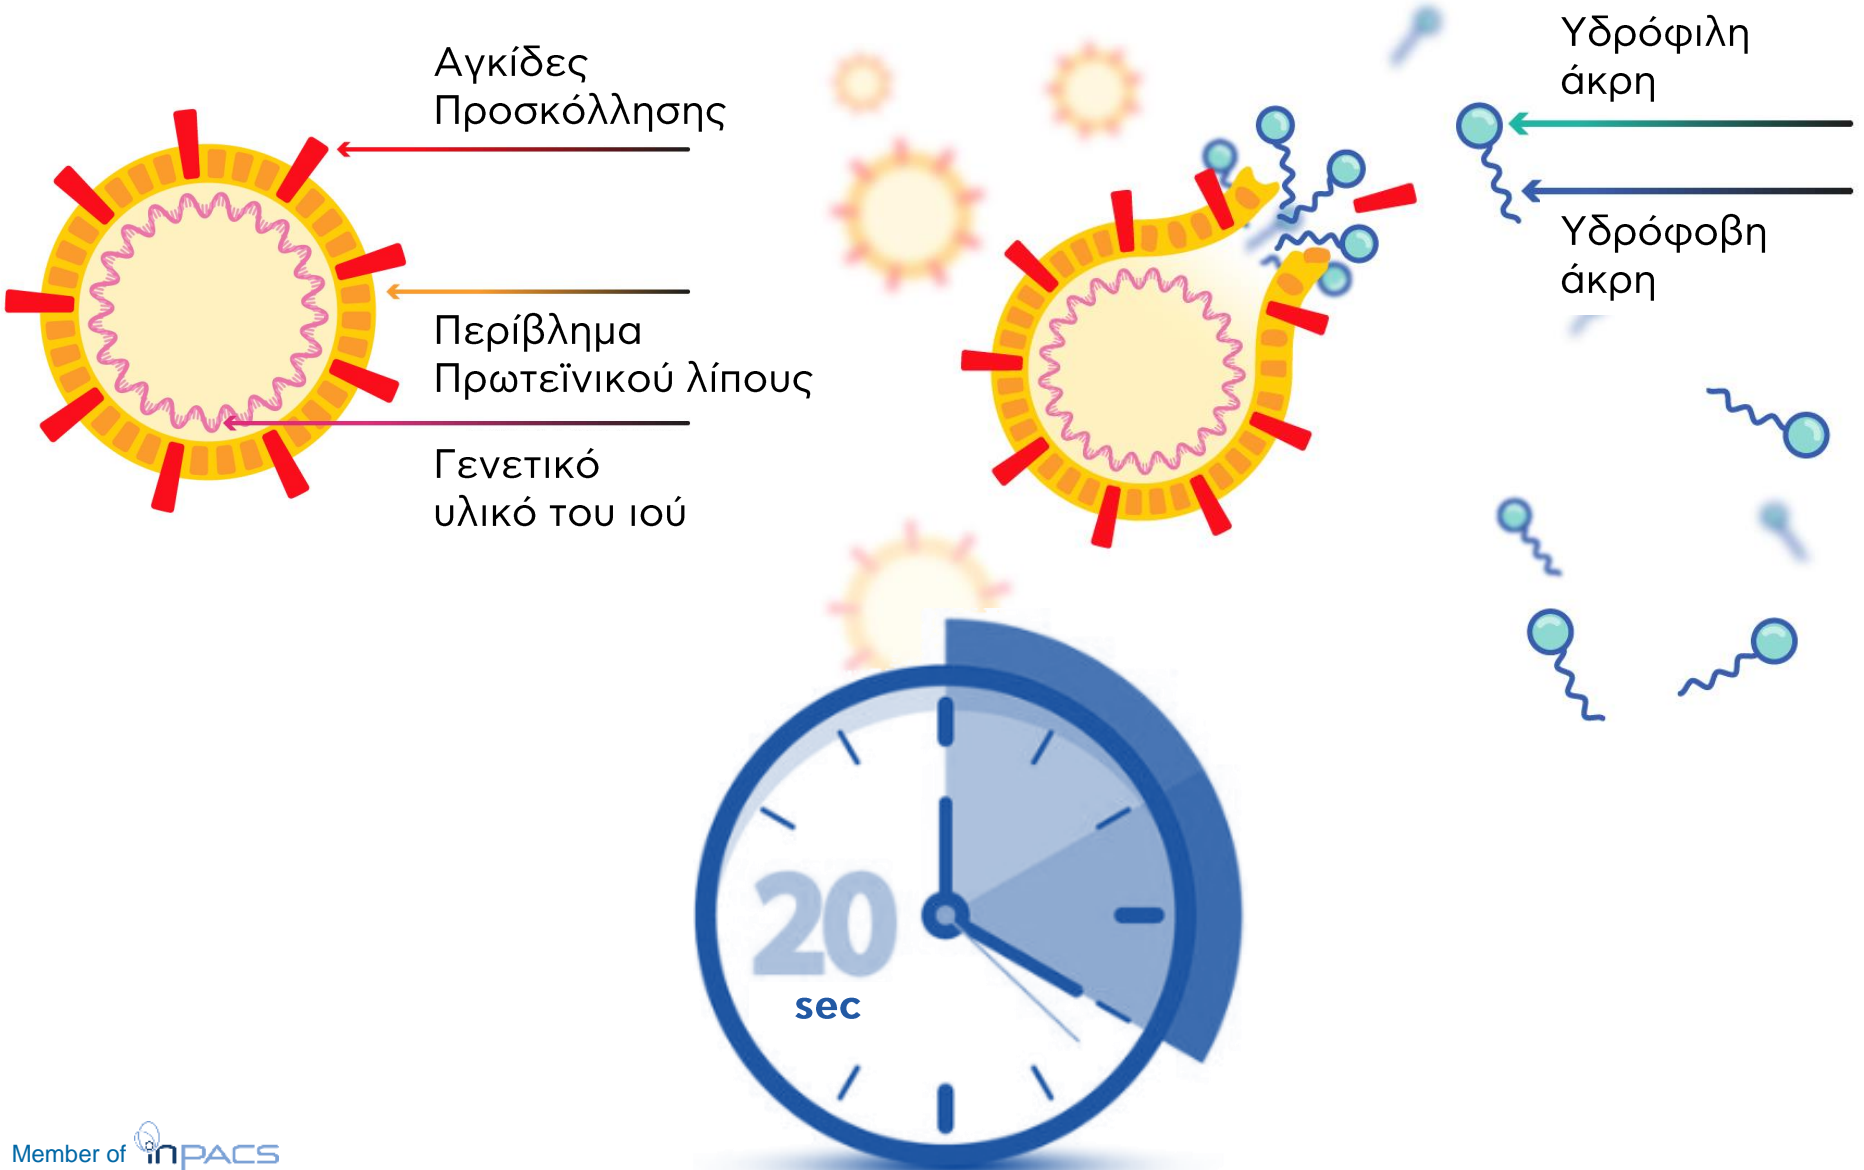 Αγκίδες
Προσκόλλησης
Περίβλημα
Πρωτεϊνικού λίπους
Γενετικό
υλικό του ιού
Υδρόφιλη
άκρη
Υδρόφοβη
άκρη
20
sec
Member of inPACS